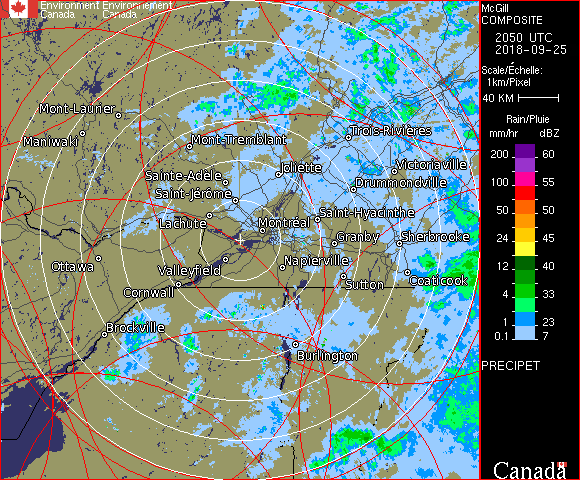 Environment Environnement
Canada Canada
McGill
COMPOSITE
2050 UTC
2018-09-25
Scale/Échelle:
1km/Pixel
40 KM
Rain/Pluie
mm/hr dBZ
200 60
100 55
50 50
24 45
12 40
4 33
1 23
0.1 7
PRECIPET
Canada
Mont-Laurier
Maniwaki
Mont-Tremblant
Trois-Rivières
Joliette
Victoriaville
Sainte-Adèle
Drummondville
Saint-Jérôme
Lachute
Saint-Hyacinthe
Montréal
Granby
Sherbrooke
Ottawa
Valleyfield
Napierville
Cornwall
Sutton
Coaticook
Brockville
Burlington